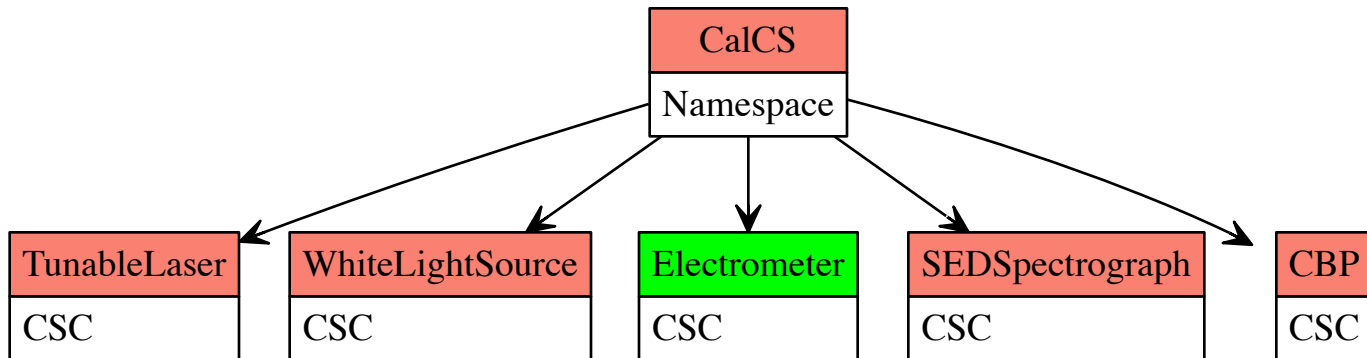 CalCS
Namespace
TunableLaser
CSC
WhiteLightSource
CSC
Electrometer
CSC
SEDSpectrograph
CSC
CBP
CSC